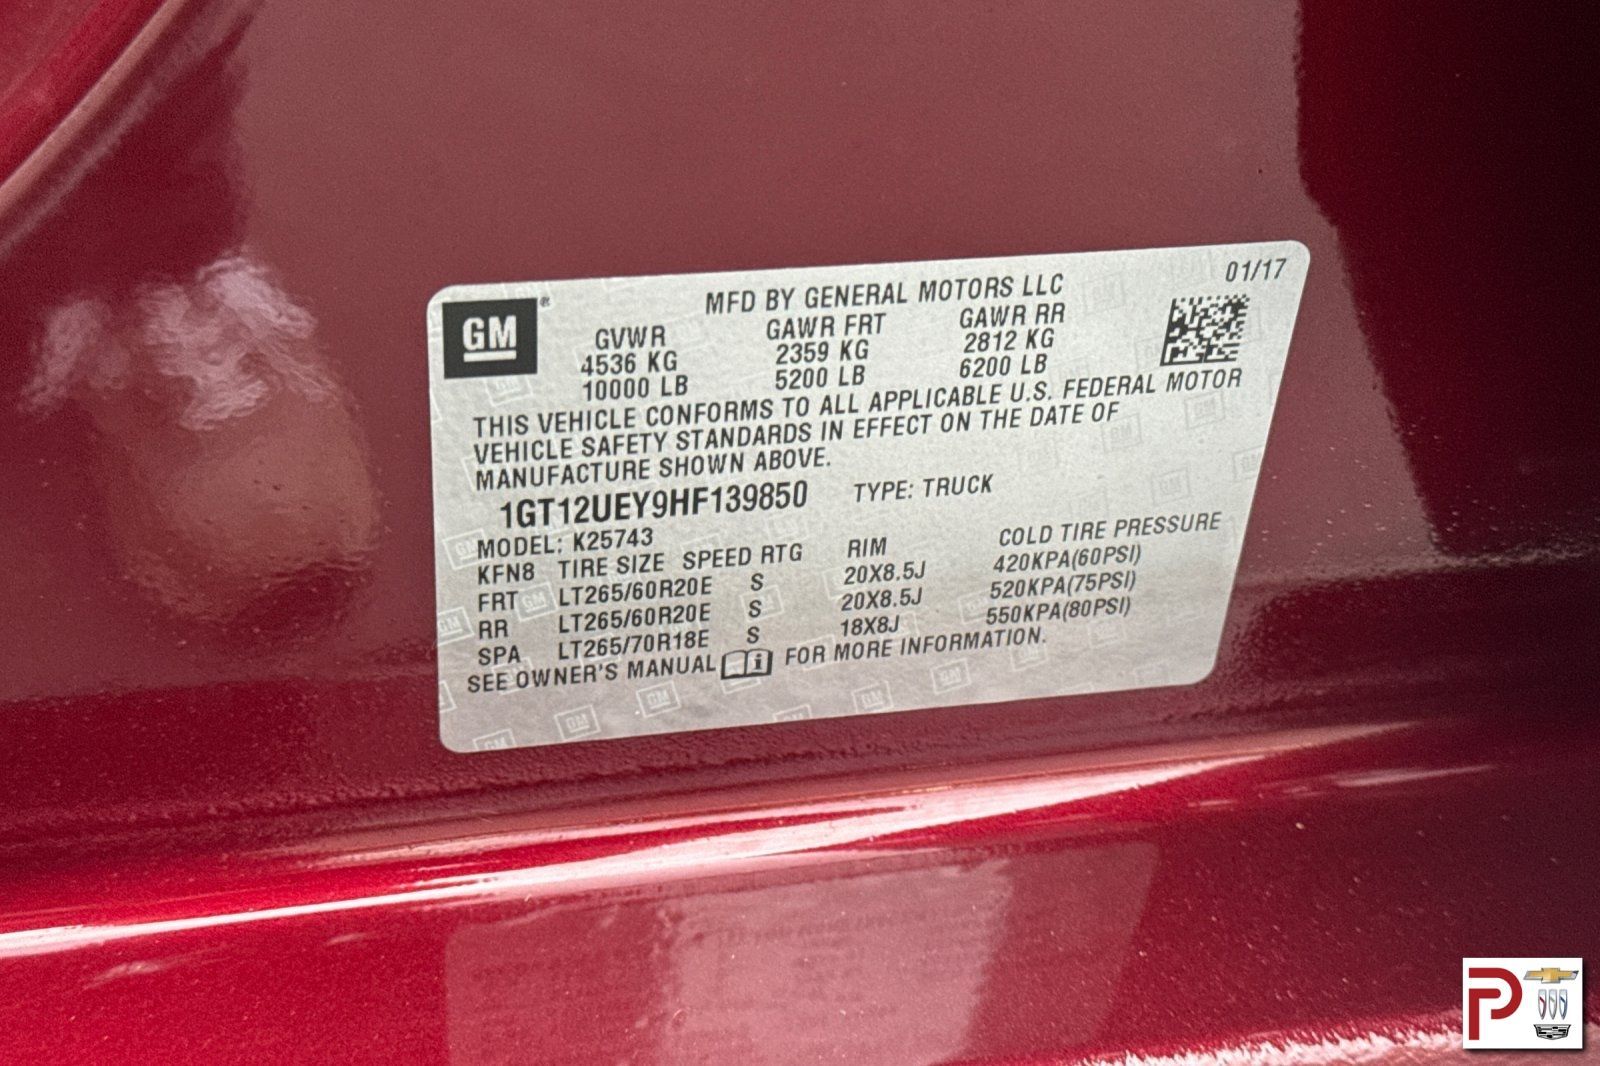 GM®
MFD BY GENERAL MOTORS LLC 01/17
GVWR GAWR FRT GAWR RR
4536 KG 2359 KG 2812 KG
10000 LB 5200 LB 6200 LB
THIS VEHICLE CONFORMS TO ALL APPLICABLE U.S. FEDERAL MOTOR
VEHICLE SAFETY STANDARDS IN EFFECT ON THE DATE OF
MANUFACTURE SHOWN ABOVE.
1GT12UEY9HF139850 TYPE: TRUCK
MODEL: K25743
KFN8 TIRE SIZE SPEED RTG RIM COLD TIRE PRESSURE
FRT LT265/60R20E S 20X8.5J 420KPA(60PSI)
RR LT265/60R20E S 20X8.5J 520KPA(75PSI)
SPA LT265/70R18E S 18X8J 550KPA(80PSI)
SEE OWNER'S MANUAL FOR MORE INFORMATION.
P